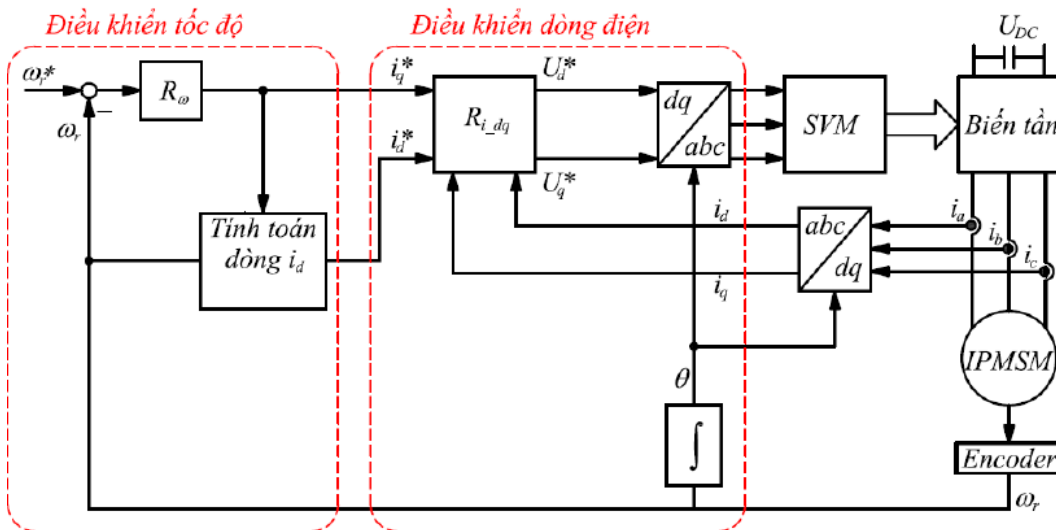 Điều khiển tốc độ
Điều khiển dòng điện
U_DC
ω_r*
R_ω
i_q*
U_d*
R_i_dq
dq
abc
SVM
Biến tần
ω_r
i_d*
U_q*
Tính toán
dòng i_d
i_d
abc
dq
i_a
i_b
i_c
i_q
θ
IPMSM
∫
Encoder
ω_r